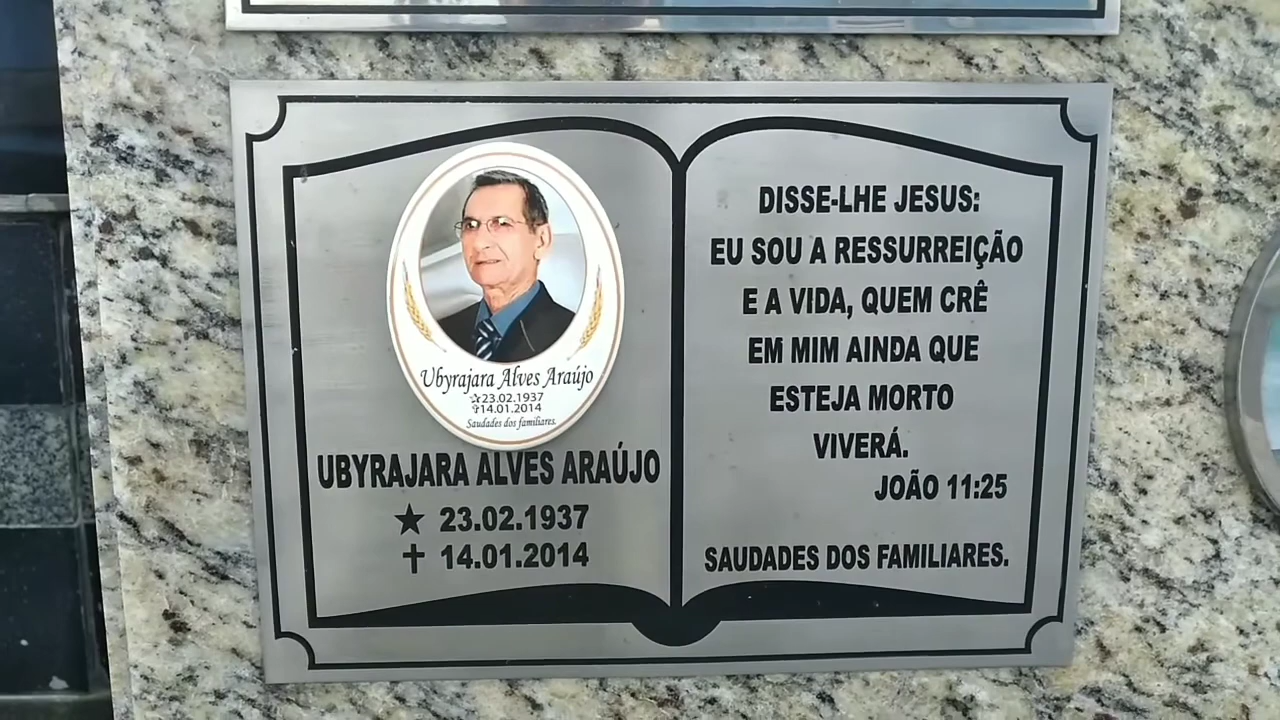 Ubyrajara Alves Araújo
☆23.02.1937
✞14.01.2014
Saudades dos familiares.
UBYRAJARA ALVES ARAÚJO
★ 23.02.1937
✝ 14.01.2014
DISSE-LHE JESUS:
EU SOU A RESSURREIÇÃO
E A VIDA, QUEM CRÊ
EM MIM AINDA QUE
ESTEJA MORTO
VIVERÁ.
JOÃO 11:25
SAUDADES DOS FAMILIARES.